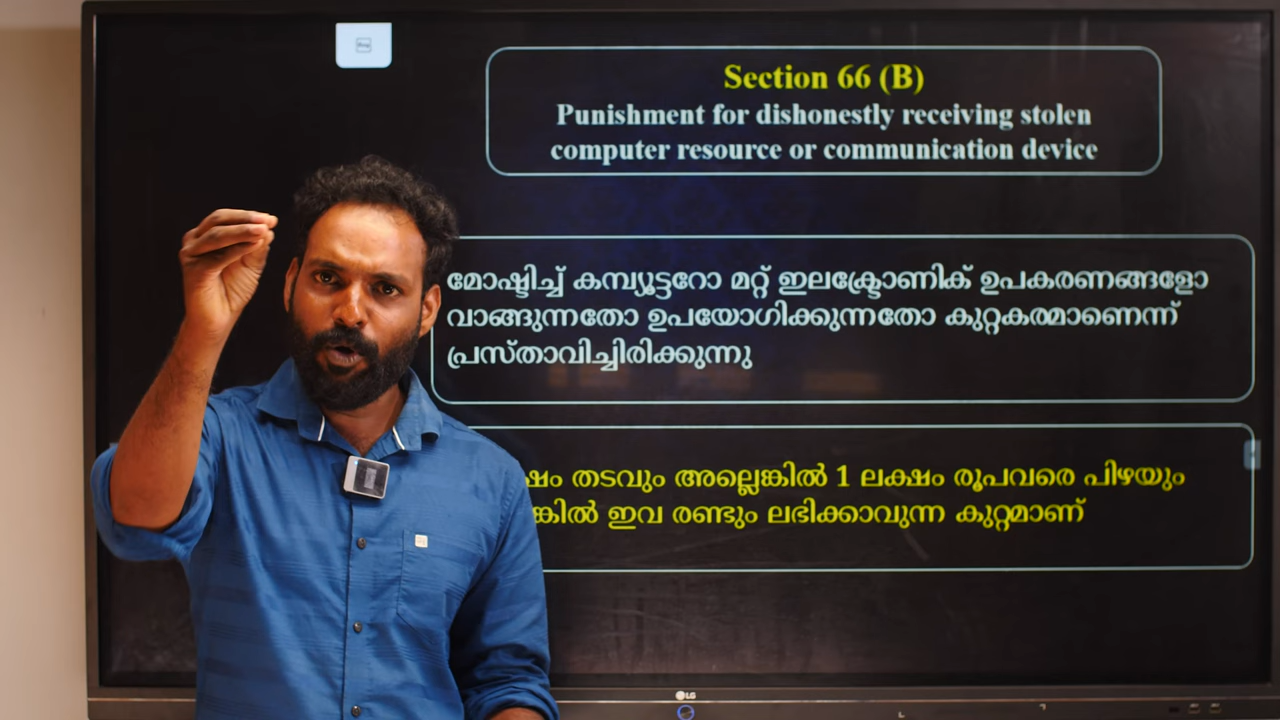 Section 66 (B)
Punishment for dishonestly receiving stolen
computer resource or communication device
മോഷ്ടിച്ച് കമ്പ്യൂട്ടറോ മറ്റ് ഇലക്ട്രോണിക് ഉപകരണങ്ങളോ
വാങ്ങുന്നതോ ഉപയോഗിക്കുന്നതോ കുറ്റകരമാണെന്ന്
പ്രസ്താവിച്ചിരിക്കുന്നു
തടവും അല്ലെങ്കിൽ 1 ലക്ഷം രൂപവരെ പിഴയും
ഇവ രണ്ടും ലഭിക്കാവുന്ന കുറ്റമാണ്
LG